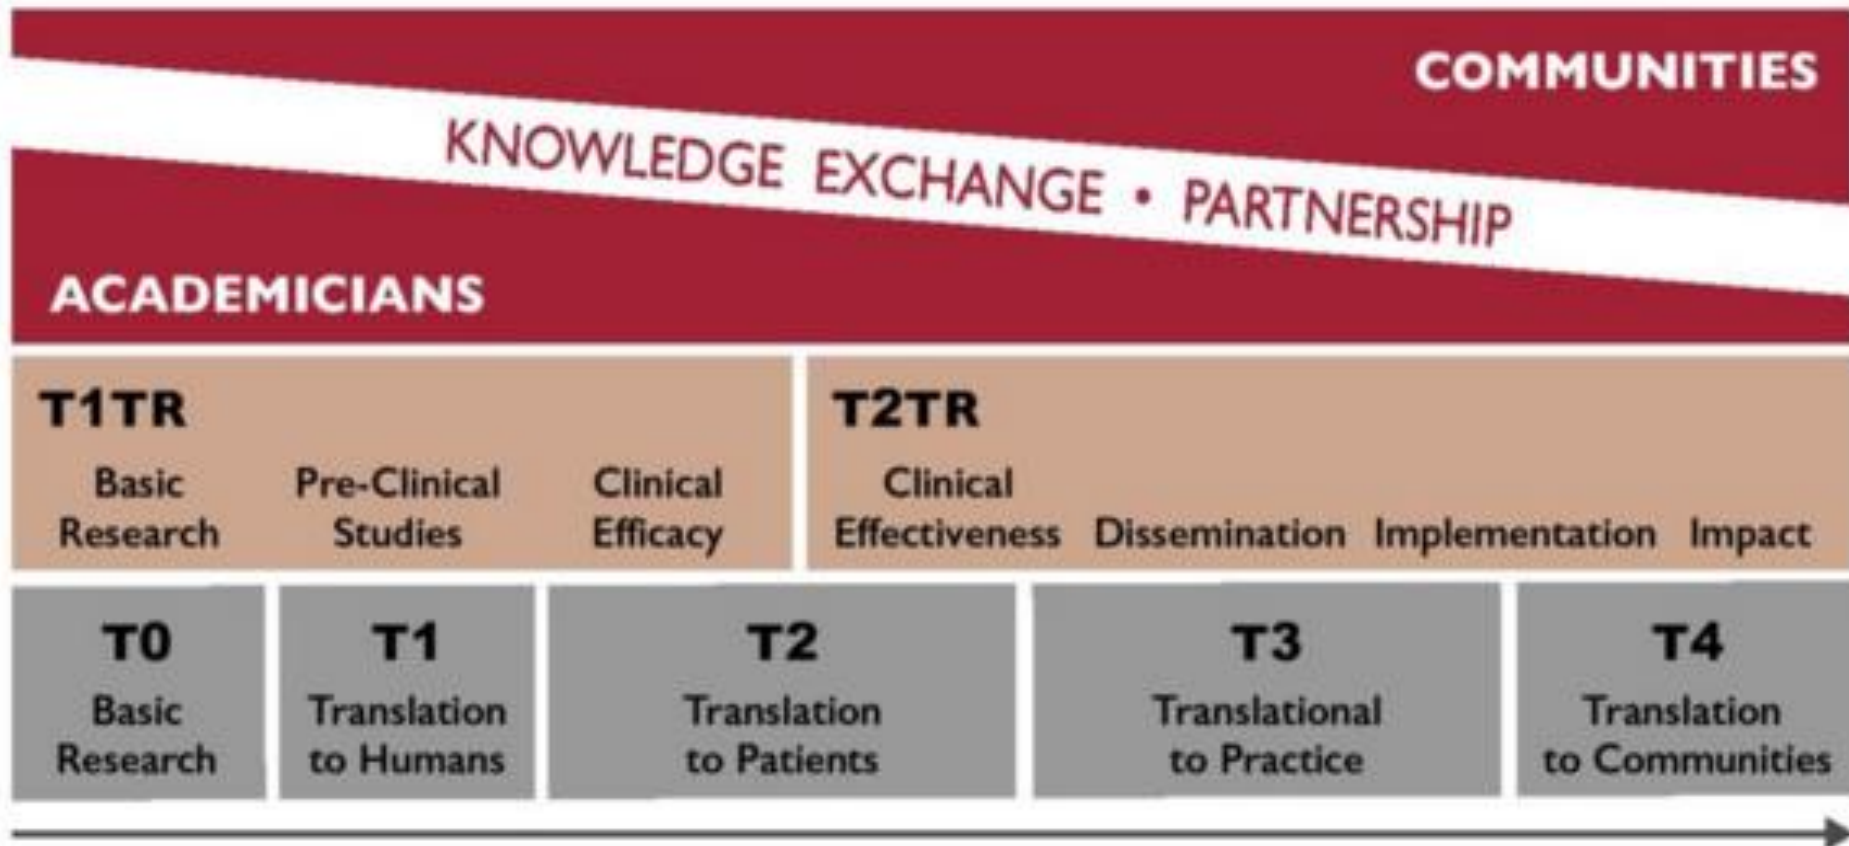 COMMUNITIES
KNOWLEDGE EXCHANGE • PARTNERSHIP
ACADEMICIANS
T1TR
Basic
Research
Pre-Clinical
Studies
Clinical
Efficacy
T2TR
Clinical
Effectiveness
Dissemination
Implementation
Impact
T0
Basic
Research
T1
Translation
to Humans
T2
Translation
to Patients
T3
Translational
to Practice
T4
Translation
to Communities